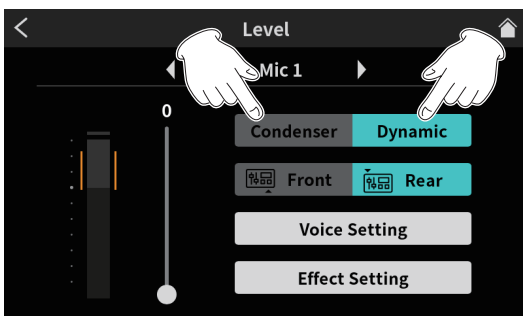 Level
Mic 1
0
Condenser Dynamic
Front Rear
Voice Setting
Effect Setting